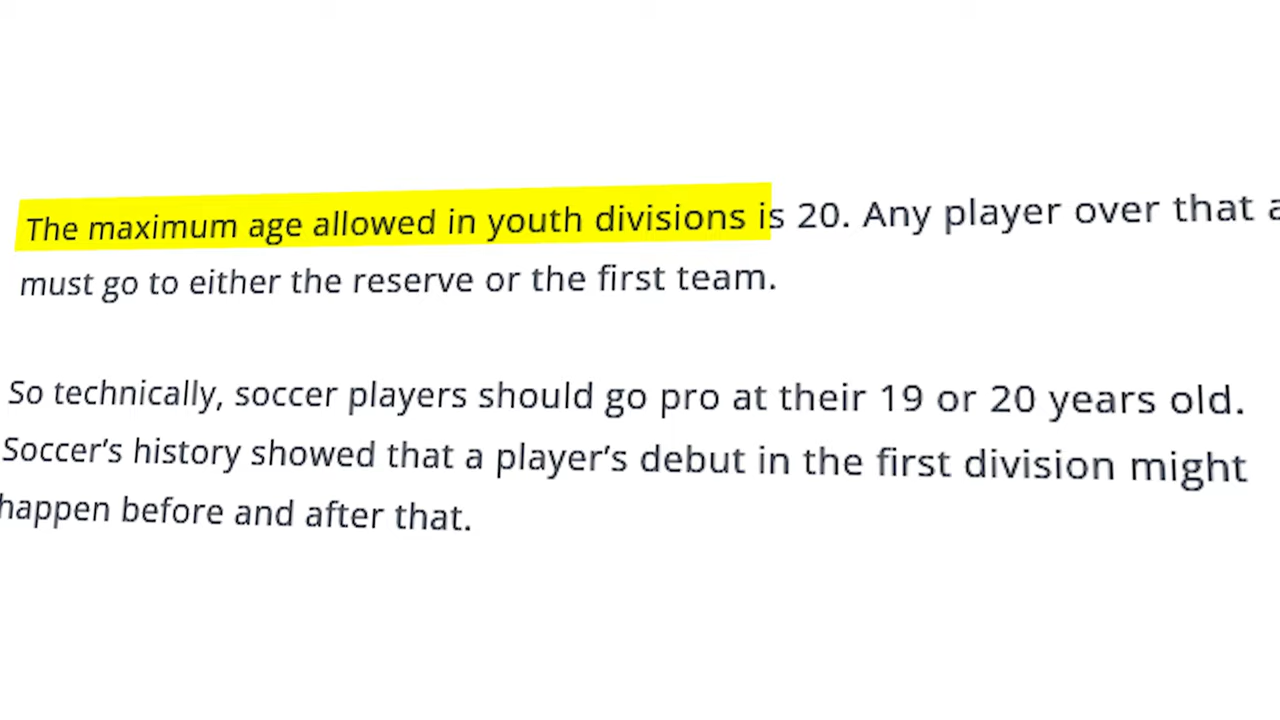 The maximum age allowed in youth divisions is 20. Any player over that
must go to either the reserve or the first team.
So technically, soccer players should go pro at their 19 or 20 years old.
Soccer’s history showed that a player’s debut in the first division might
happen before and after that.